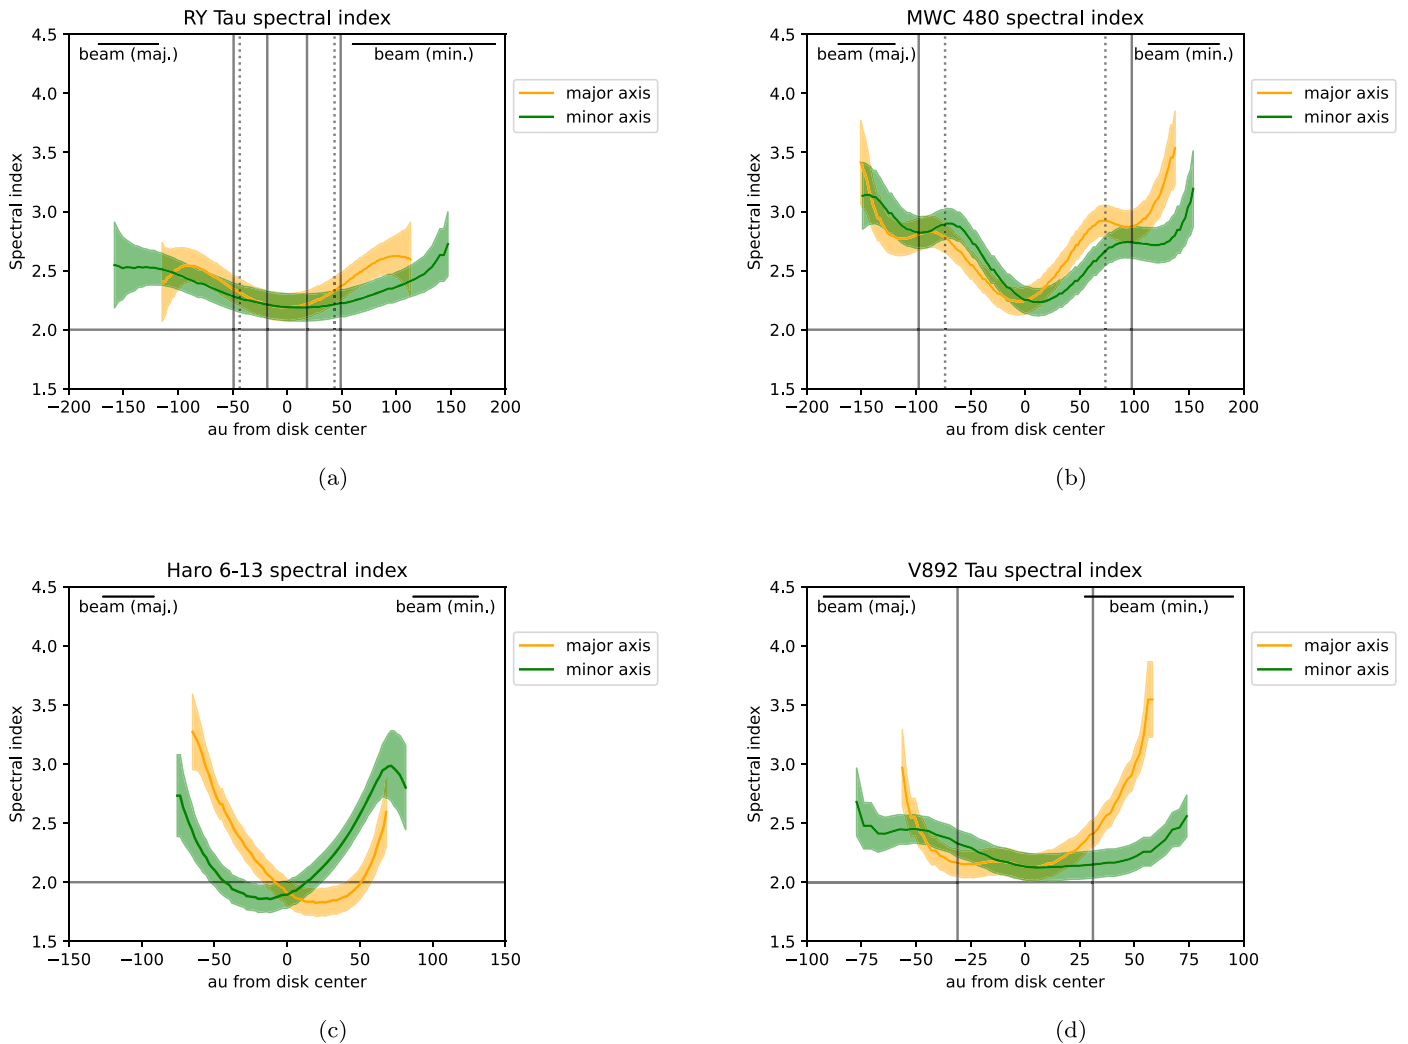 RY Tau spectral index
4.5
4.0
3.5
3.0
2.5
2.0
1.5
Spectral index
beam (maj.)
beam (min.)
major axis
minor axis
−200 −150 −100 −50 0 50 100 150 200
au from disk center
(a)
MWC 480 spectral index
4.5
4.0
3.5
3.0
2.5
2.0
1.5
Spectral index
beam (maj.)
beam (min.)
major axis
minor axis
−200 −150 −100 −50 0 50 100 150 200
au from disk center
(b)
Haro 6-13 spectral index
4.5
4.0
3.5
3.0
2.5
2.0
1.5
Spectral index
beam (maj.)
beam (min.)
major axis
minor axis
−150 −100 −50 0 50 100 150
au from disk center
(c)
V892 Tau spectral index
4.5
4.0
3.5
3.0
2.5
2.0
1.5
Spectral index
beam (maj.)
beam (min.)
major axis
minor axis
−100 −75 −50 −25 0 25 50 75 100
au from disk center
(d)